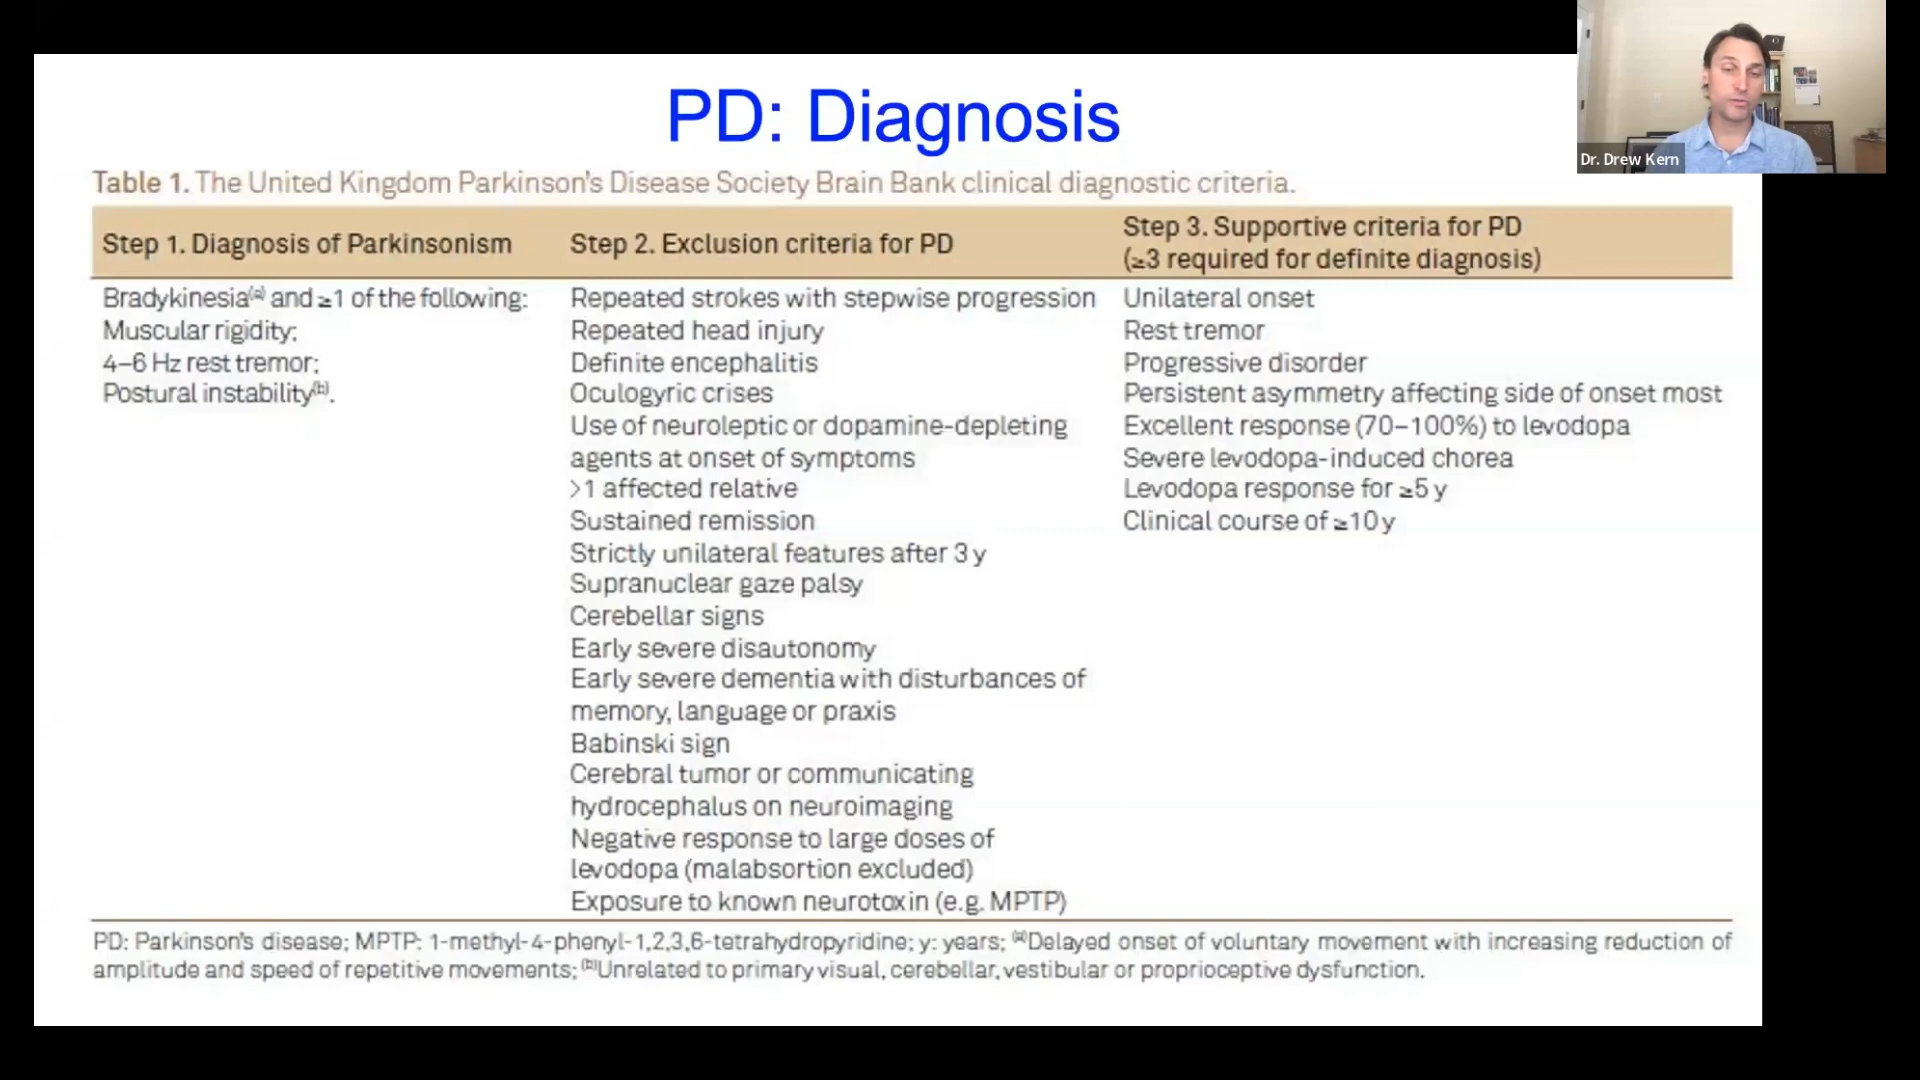 PD: Diagnosis
Dr. Drew Kern
Table 1. The United Kingdom Parkinson's Disease Society Brain Bank clinical diagnostic criteria.
Step 1. Diagnosis of Parkinsonism
Bradykinesia(a) and ≥1 of the following:
Muscular rigidity;
4–6 Hz rest tremor;
Postural instability(b).
Step 2. Exclusion criteria for PD
Repeated strokes with stepwise progression
Repeated head injury
Definite encephalitis
Oculogyric crises
Use of neuroleptic or dopamine-depleting
agents at onset of symptoms
>1 affected relative
Sustained remission
Strictly unilateral features after 3 y
Supranuclear gaze palsy
Cerebellar signs
Early severe disautonomy
Early severe dementia with disturbances of
memory, language or praxis
Babinski sign
Cerebral tumor or communicating
hydrocephalus on neuroimaging
Negative response to large doses of
levodopa (malabsortion excluded)
Exposure to known neurotoxin (e.g. MPTP)
Step 3. Supportive criteria for PD
(≥3 required for definite diagnosis)
Unilateral onset
Rest tremor
Progressive disorder
Persistent asymmetry affecting side of onset most
Excellent response (70–100%) to levodopa
Severe levodopa-induced chorea
Levodopa response for ≥5 y
Clinical course of ≥10 y
PD: Parkinson's disease; MPTP: 1-methyl-4-phenyl-1,2,3,6-tetrahydropyridine; y: years; (a)Delayed onset of voluntary movement with increasing reduction of
amplitude and speed of repetitive movements; (b)Unrelated to primary visual, cerebellar, vestibular or proprioceptive dysfunction.